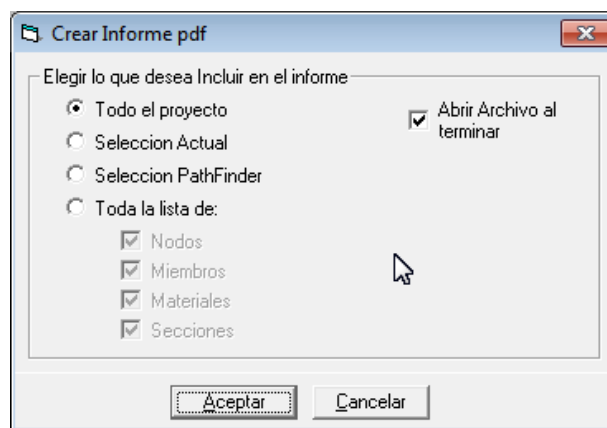 Crear Informe pdf
Elegir lo que desea Incluir en el informe
Todo el proyecto
Abrir Archivo al
terminar
Seleccion Actual
Seleccion PathFinder
Toda la lista de:
Nodos
Miembros
Materiales
Secciones
Aceptar
Cancelar